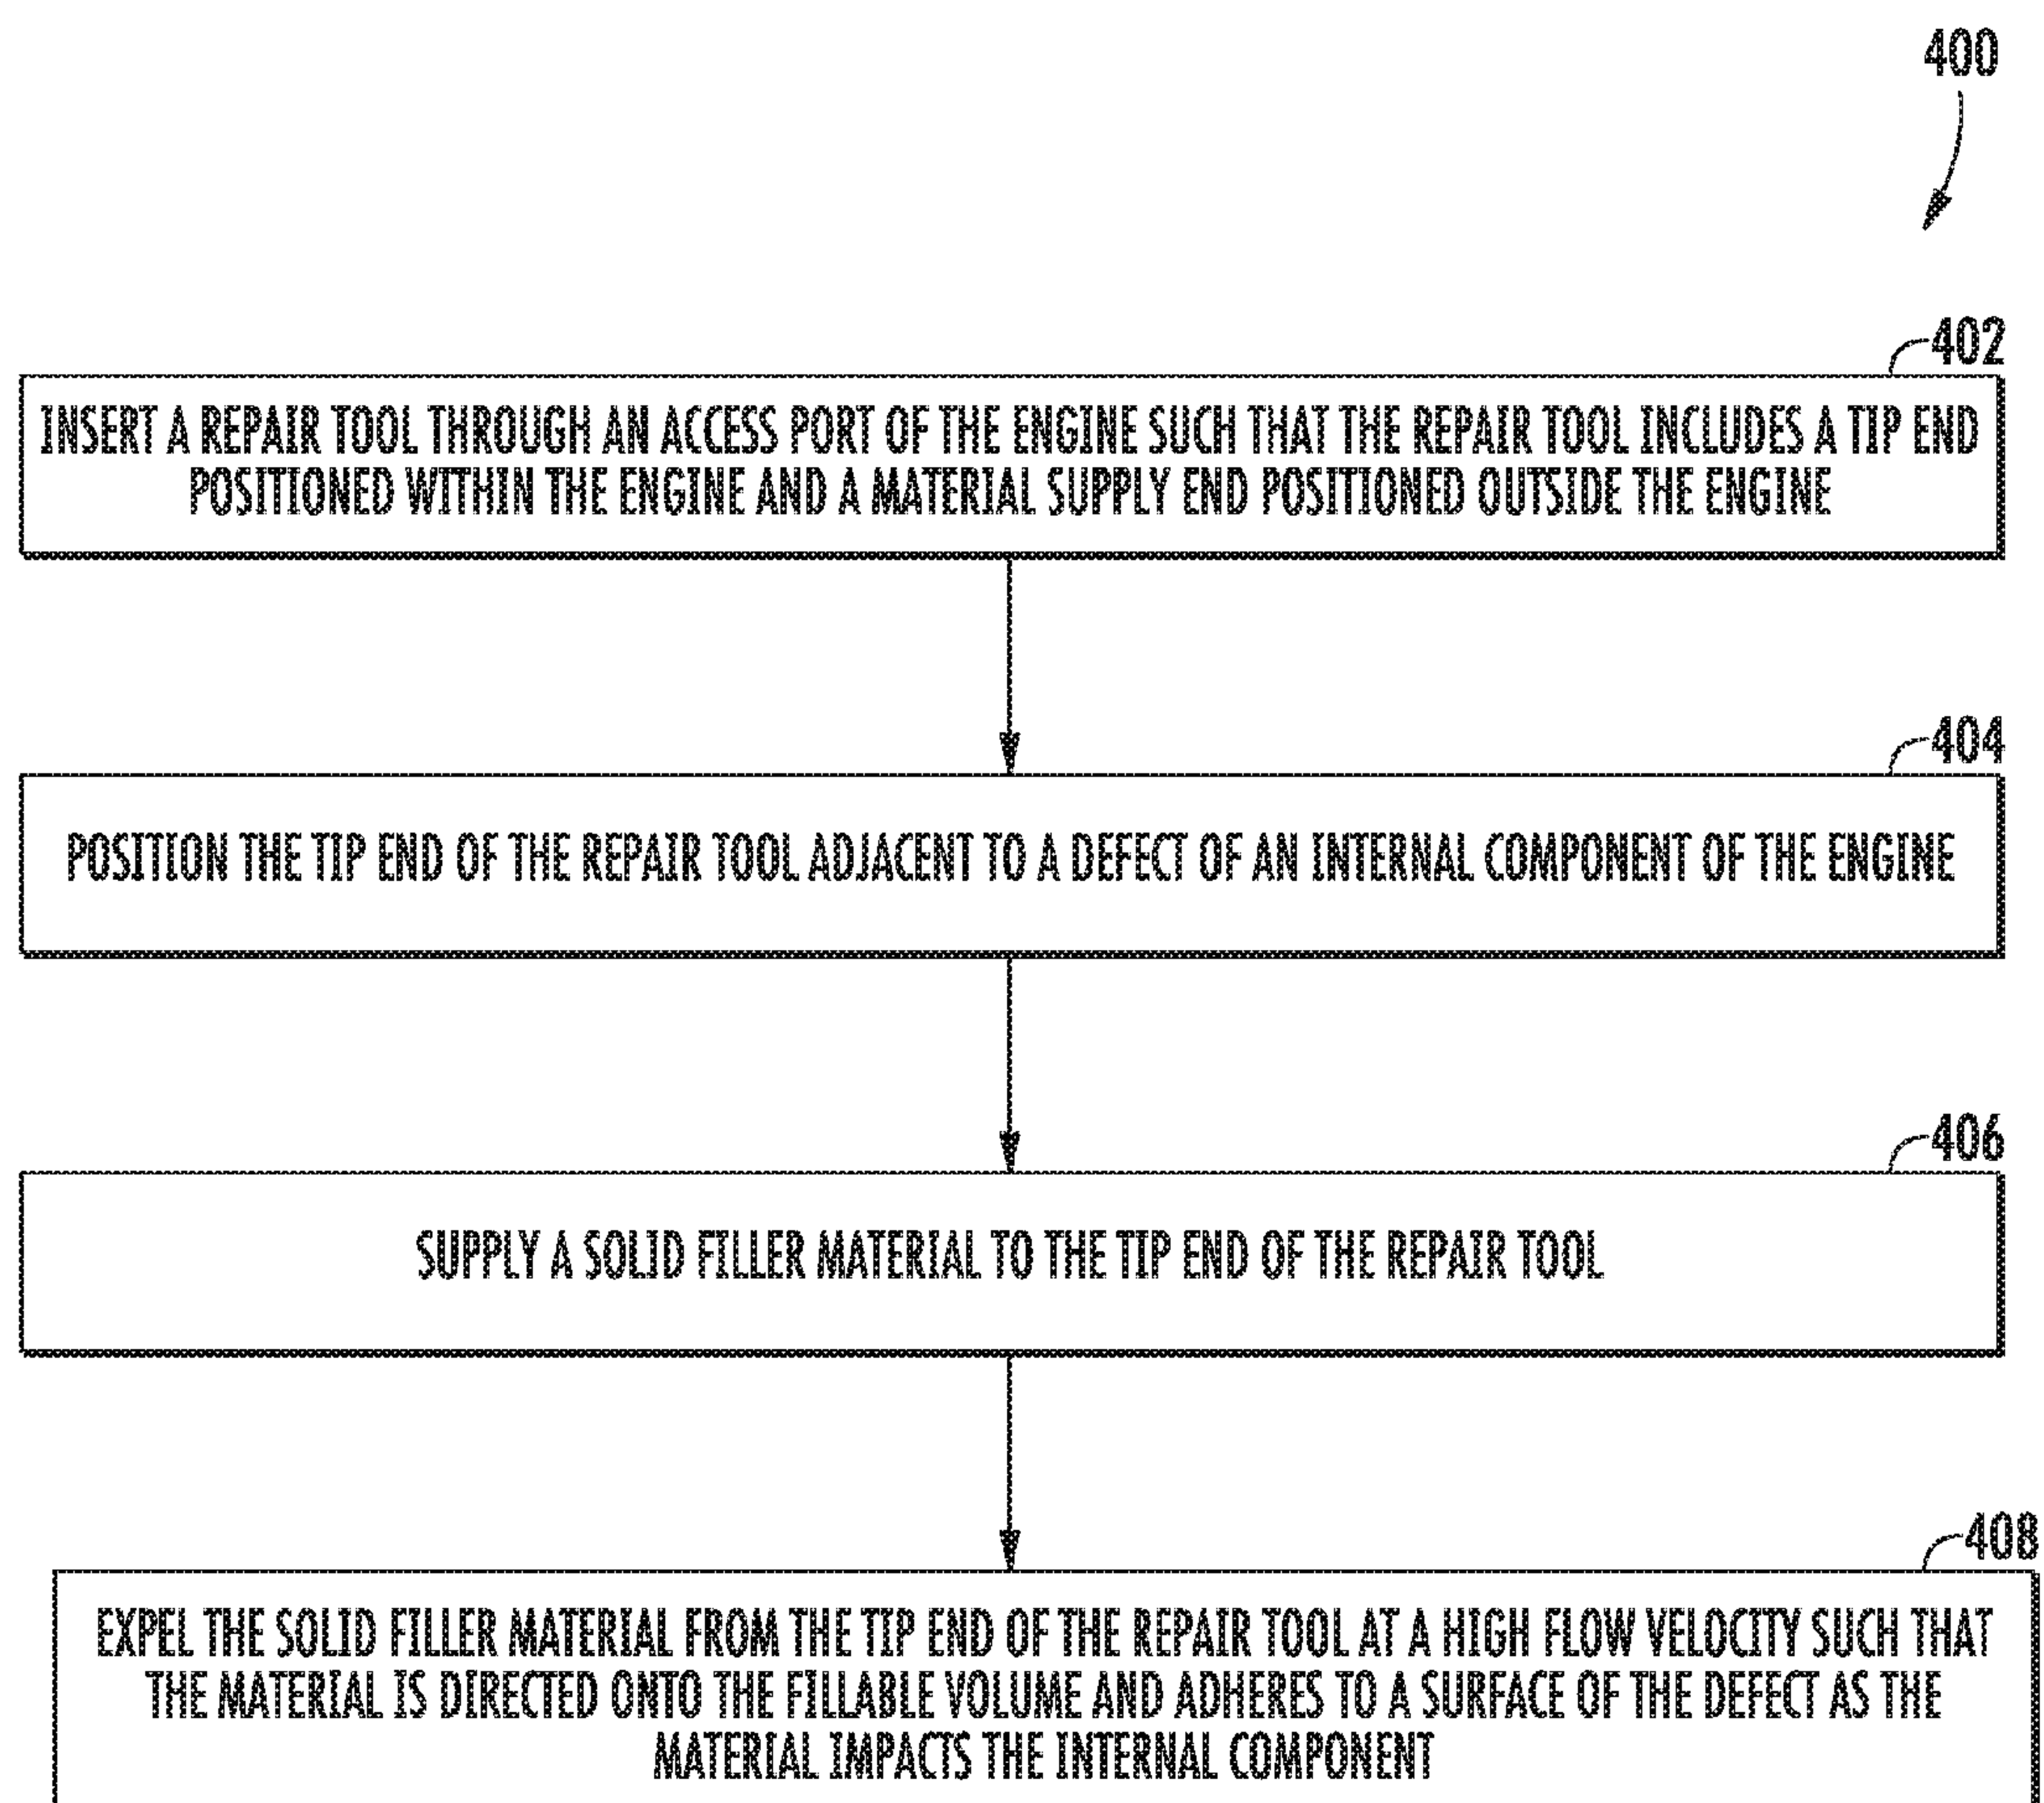 400
402
INSERT A REPAIR TOOL THROUGH AN ACCESS PORT OF THE ENGINE SUCH THAT THE REPAIR TOOL INCLUDES A TIP END
POSITIONED WITHIN THE ENGINE AND A MATERIAL SUPPLY END POSITIONED OUTSIDE THE ENGINE
404
POSITION THE TIP END OF THE REPAIR TOOL ADJACENT TO A DEFECT OF AN INTERNAL COMPONENT OF THE ENGINE
406
SUPPLY A SOLID FILLER MATERIAL TO THE TIP END OF THE REPAIR TOOL
408
EXPEL THE SOLID FILLER MATERIAL FROM THE TIP END OF THE REPAIR TOOL AT A HIGH FLOW VELOCITY SUCH THAT
THE MATERIAL IS DIRECTED ONTO THE FILLABLE VOLUME AND ADHERES TO A SURFACE OF THE DEFECT AS THE
MATERIAL IMPACTS THE INTERNAL COMPONENT